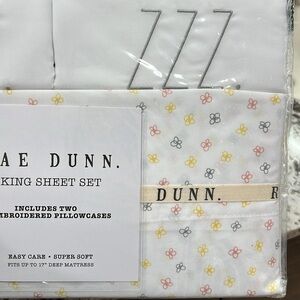 ZZZ
AE DUNN.
KING SHEET SET
INCLUDES TWO
MBROIDERED PILLOWCASES
DUNN. R
EASY CARE • SUPER SOFT
FITS UP TO 17" DEEP MATTRESS